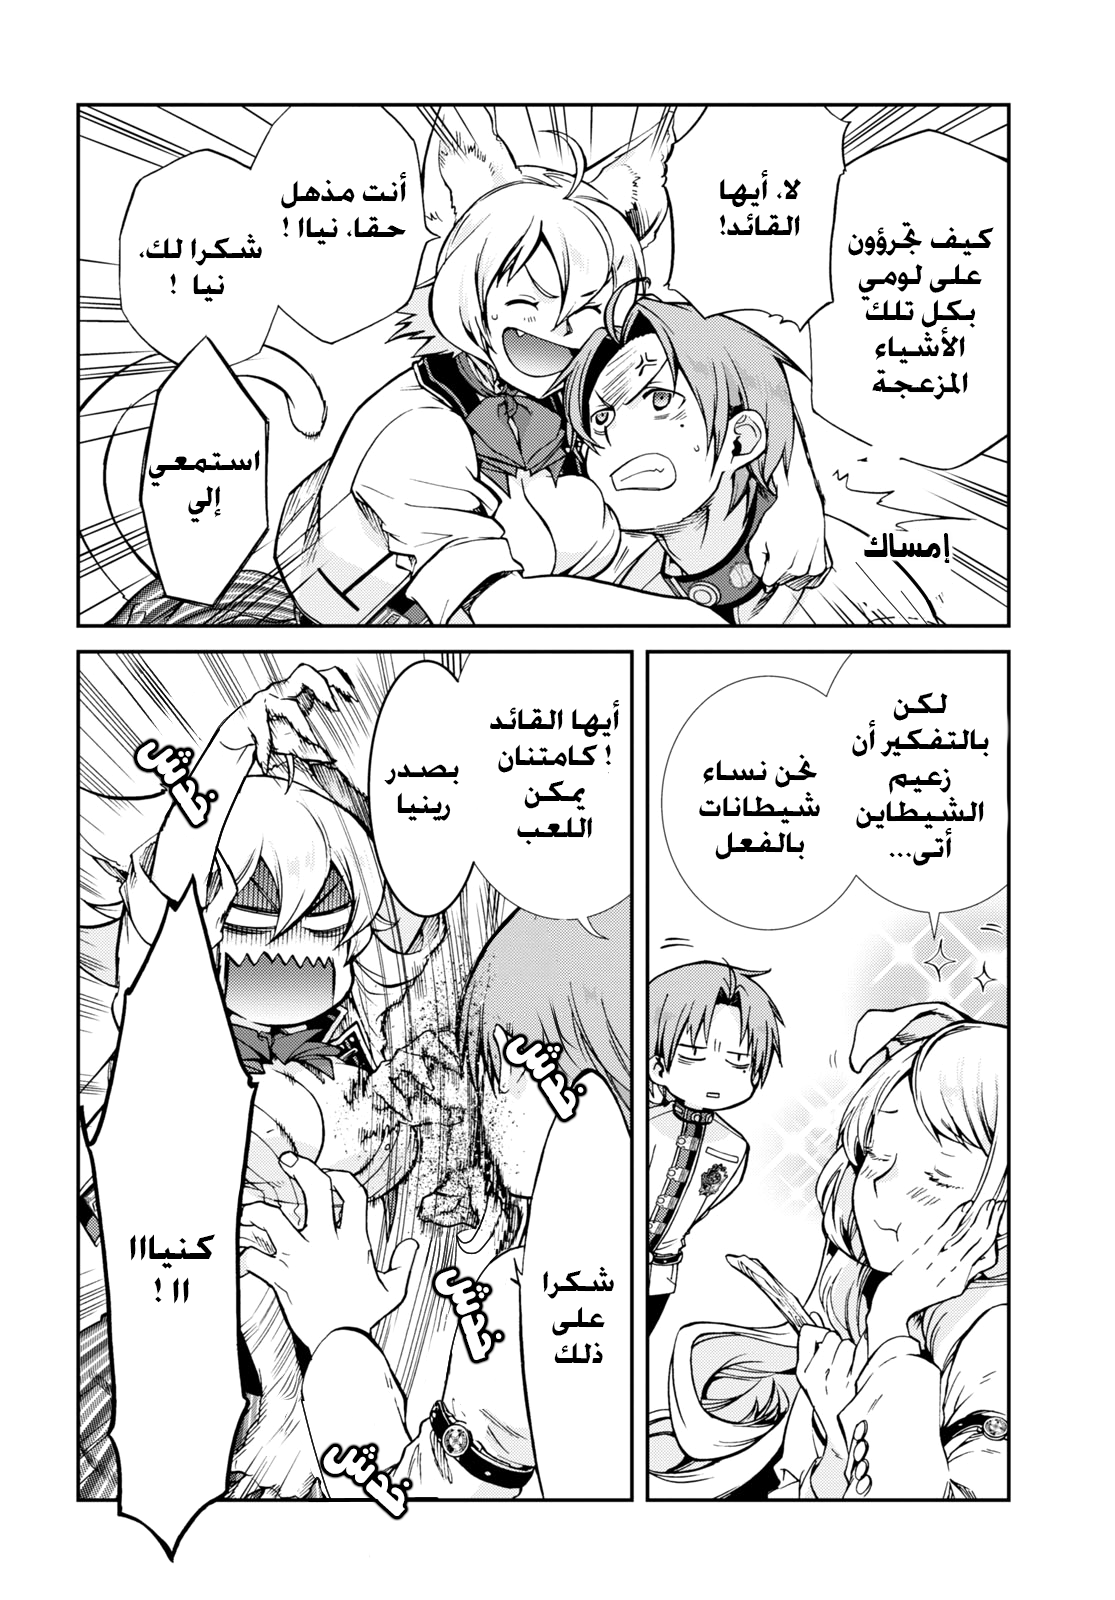 كيف تجرؤون
على لومي
بكل تلك
الأشياء
المزعجة
لا، أيها
القائد!
أنت مذهل
حقا، نياا !
شكرا لك،
نيا !
استمعي
إلي
إمساك
لكن
بالتفكير أن
زعيم
الشيطاين
أتى...
نحن نساء
شيطانات
بالفعل
أيها القائد
! كامتنان
يمكن
اللعب
بصدر
رينيا
خدش
خدش
شكرا
على
ذلك
خدش
خدش
كنيااا
اا !